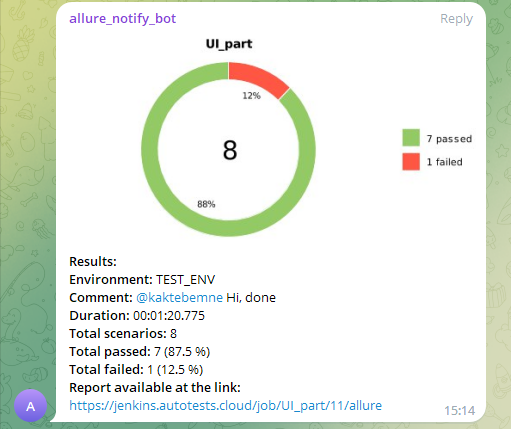 allure_notify_bot Reply
UI_part
12%
8
7 passed
1 failed
88%
Results:
Environment: TEST_ENV
Comment: @kaktebemne Hi, done
Duration: 00:01:20.775
Total scenarios: 8
Total passed: 7 (87.5 %)
Total failed: 1 (12.5 %)
Report available at the link:
https://jenkins.autotests.cloud/job/UI_part/11/allure
A
15:14